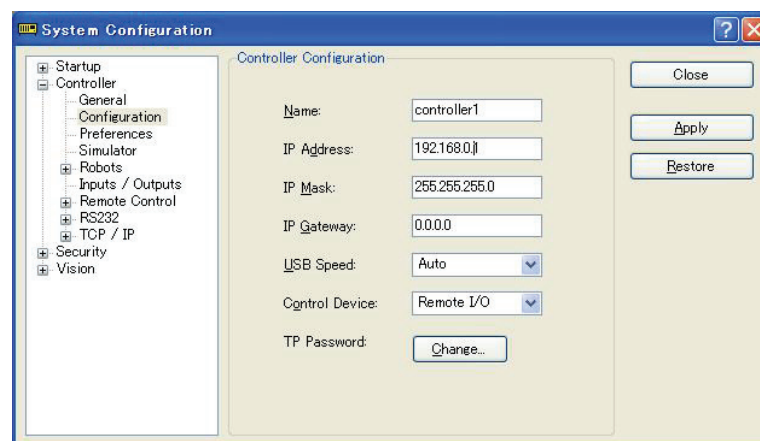 System Configuration
Startup
Controller
General
Configuration
Preferences
Simulator
Robots
Inputs / Outputs
Remote Control
RS232
TCP / IP
Security
Vision
Controller Configuration
Name:
controller1
IP Address:
192.168.0.1
IP Mask:
255.255.255.0
IP Gateway:
0.0.0.0
USB Speed:
Auto
Control Device:
Remote I/O
TP Password:
Change...
Close
Apply
Restore